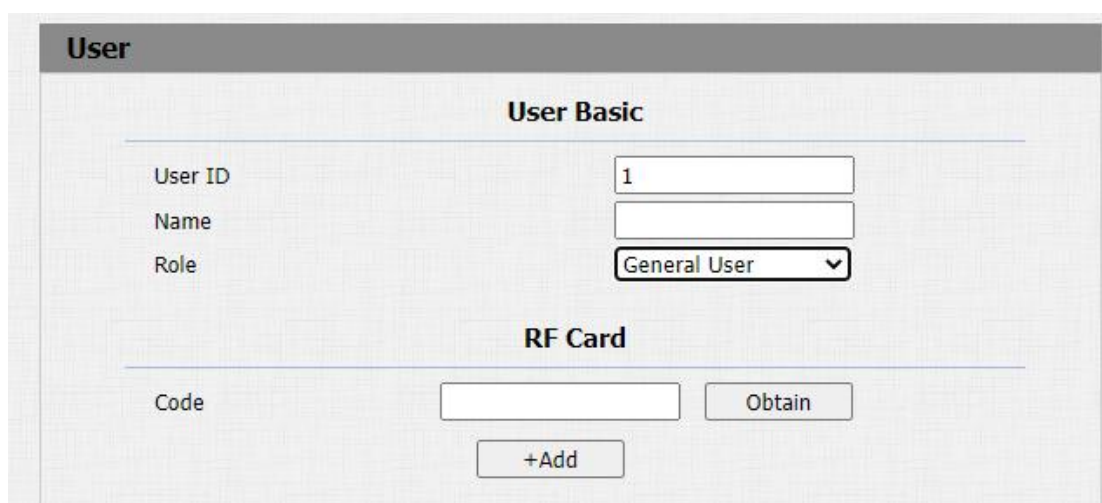 User
User Basic
User ID 1
Name
Role General User
RF Card
Code Obtain
+Add